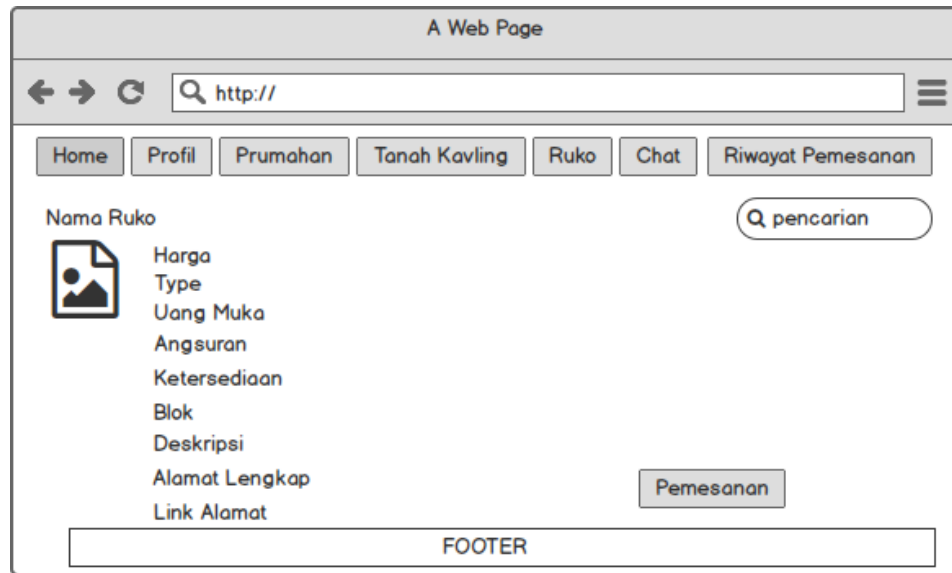 A Web Page
http://
Home Profil Prumahan Tanah Kavling Ruko Chat Riwayat Pemesanan
Nama Ruko pencarian
Harga
Type
Uang Muka
Angsuran
Ketersediaan
Blok
Deskripsi
Alamat Lengkap
Pemesanan
Link Alamat
FOOTER